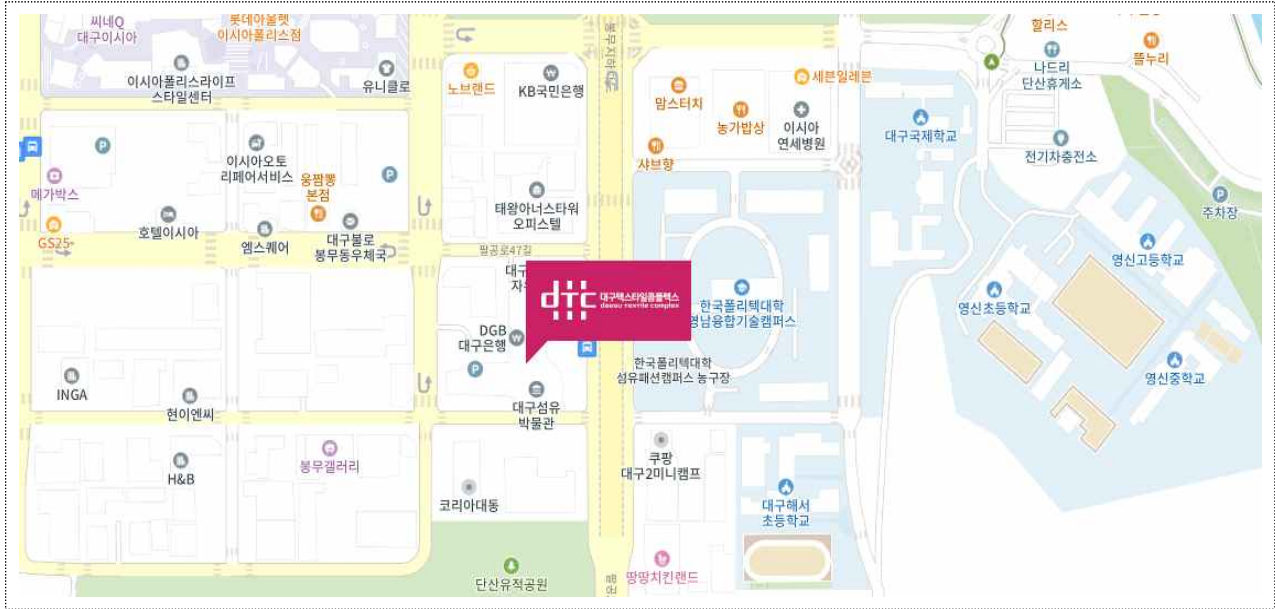 씨네Q
대구이시아
롯데아울렛
이시아폴리스점
이시아폴리스라이프
스타일센터
유니클로
노브랜드
KB국민은행
봉무지하
맘스터치
세븐일레븐
농가밥상
이시아
연세병원
샤브향
대구국제학교
할리스
나드리
단산휴게소
뜰누리
전기차충전소
주차장
P
메가박스
이시아오토
리페어서비스
P
웅짬뽕
본점
GS25
호텔이시아
엠스퀘어
대구불로
봉무동우체국
태왕아너스타워
오피스텔
팔공로47길
dTC 대구텍스타일콤플렉스
DAEGU TEXTILE COMPLEX
한국폴리텍대학
영남융합기술캠퍼스
영신초등학교
영신고등학교
DGB
대구은행
P
한국폴리텍대학
섬유패션캠퍼스 농구장
영신중학교
INGA
현이엔씨
대구섬유
박물관
H&B
봉무갤러리
코리아대동
쿠팡
대구2미니캠프
대구해서
초등학교
단산유적공원
팔공
땅땅치킨랜드